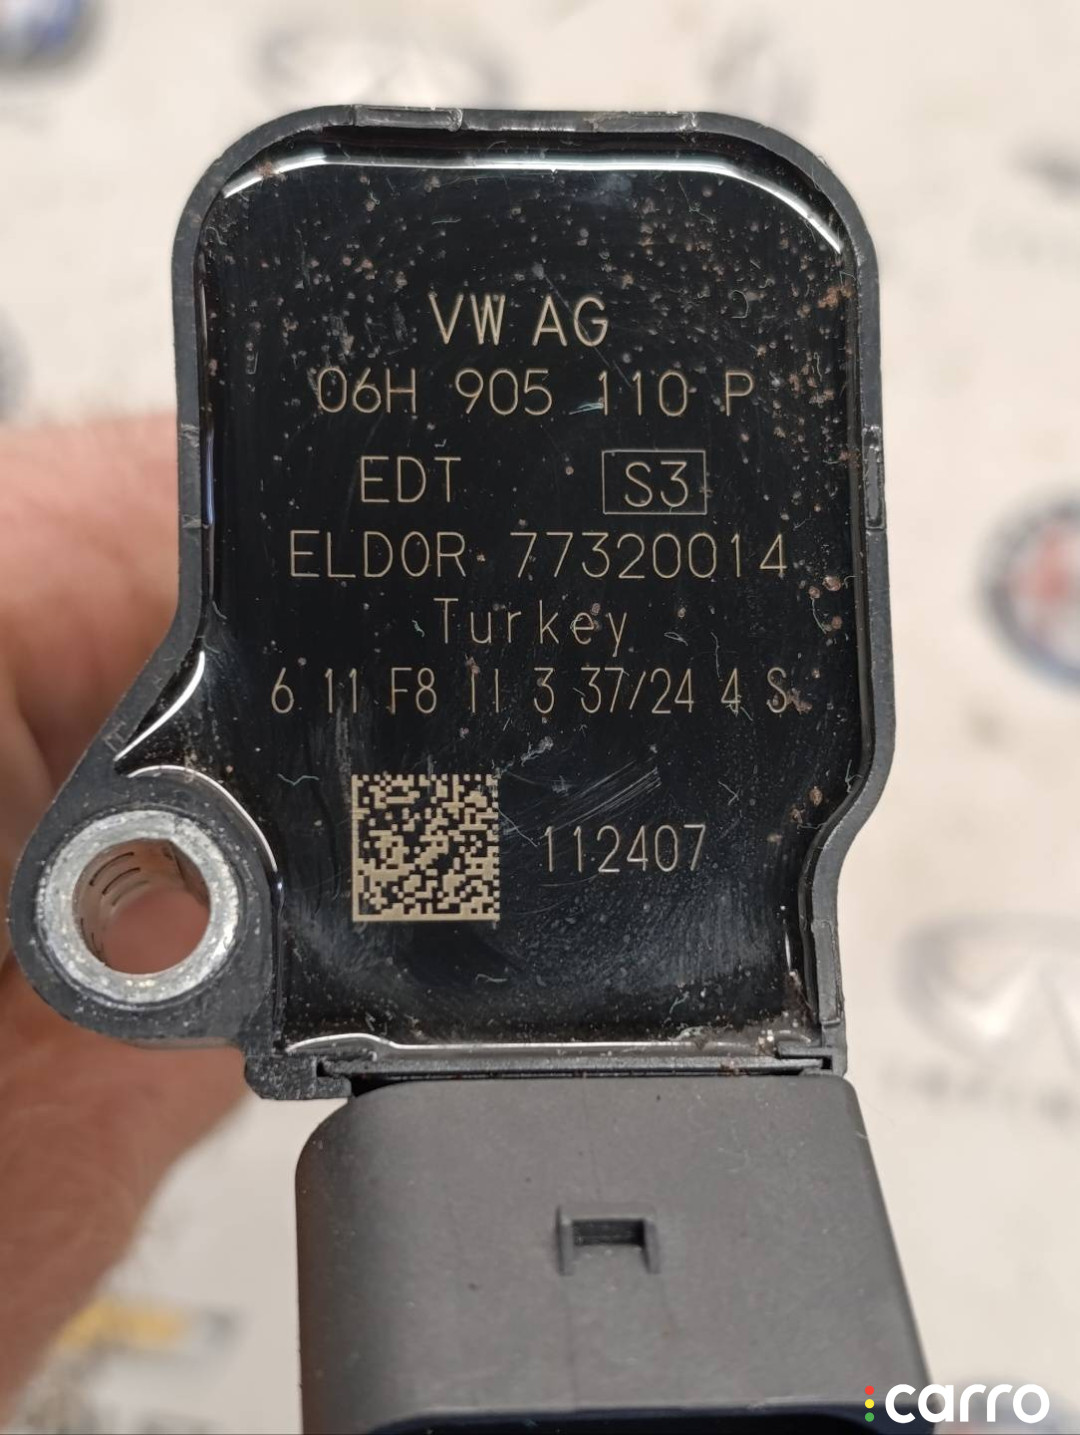 VW AG
06H 905 110 P
EDT S3
ELDOR 77320014
Turkey
6 11 F8 11 3 37/24 4 S
112407
carro